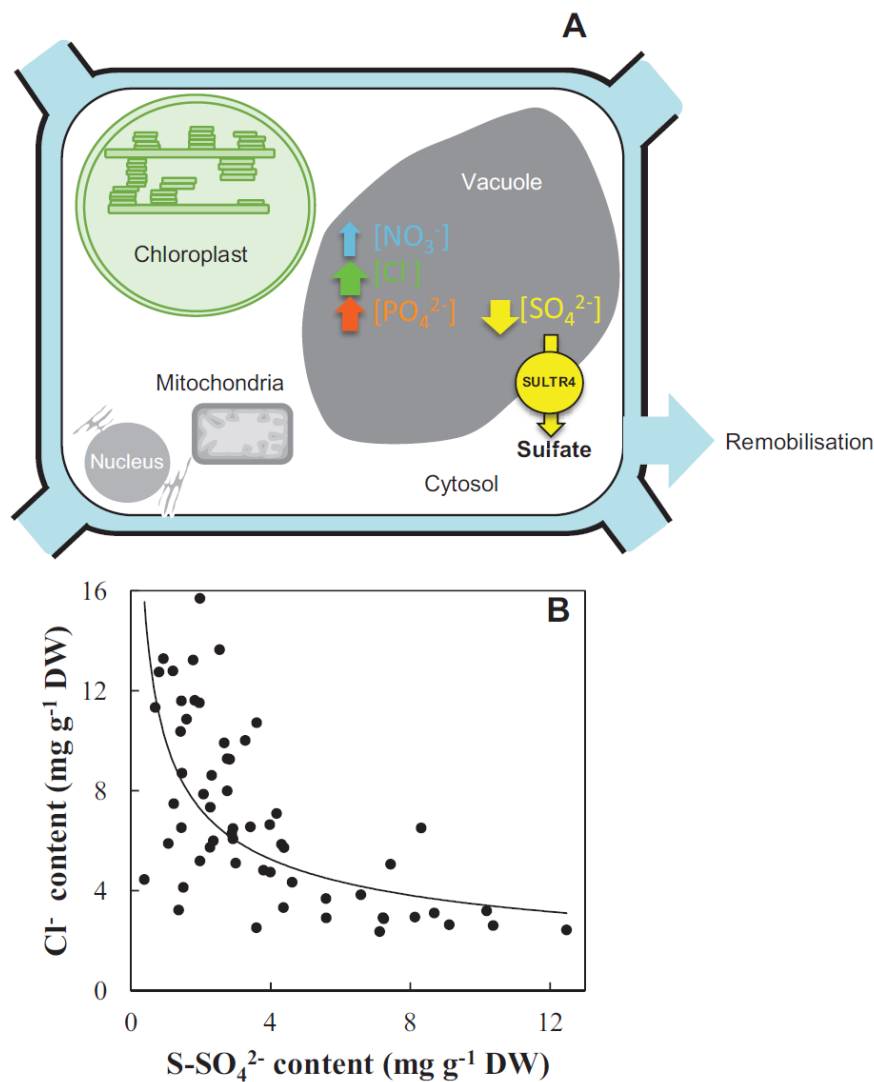 A
Vacuole
[NO₃⁻]
Chloroplast
[Cl⁻]
[PO₄²⁻]
[SO₄²⁻]
Mitochondria
SULTR4
Nucleus
Sulfate
Remobilisation
Cytosol
B
16
12
8
4
0
Cl⁻ content (mg g⁻¹ DW)
0 4 8 12
S-SO₄²⁻ content (mg g⁻¹ DW)